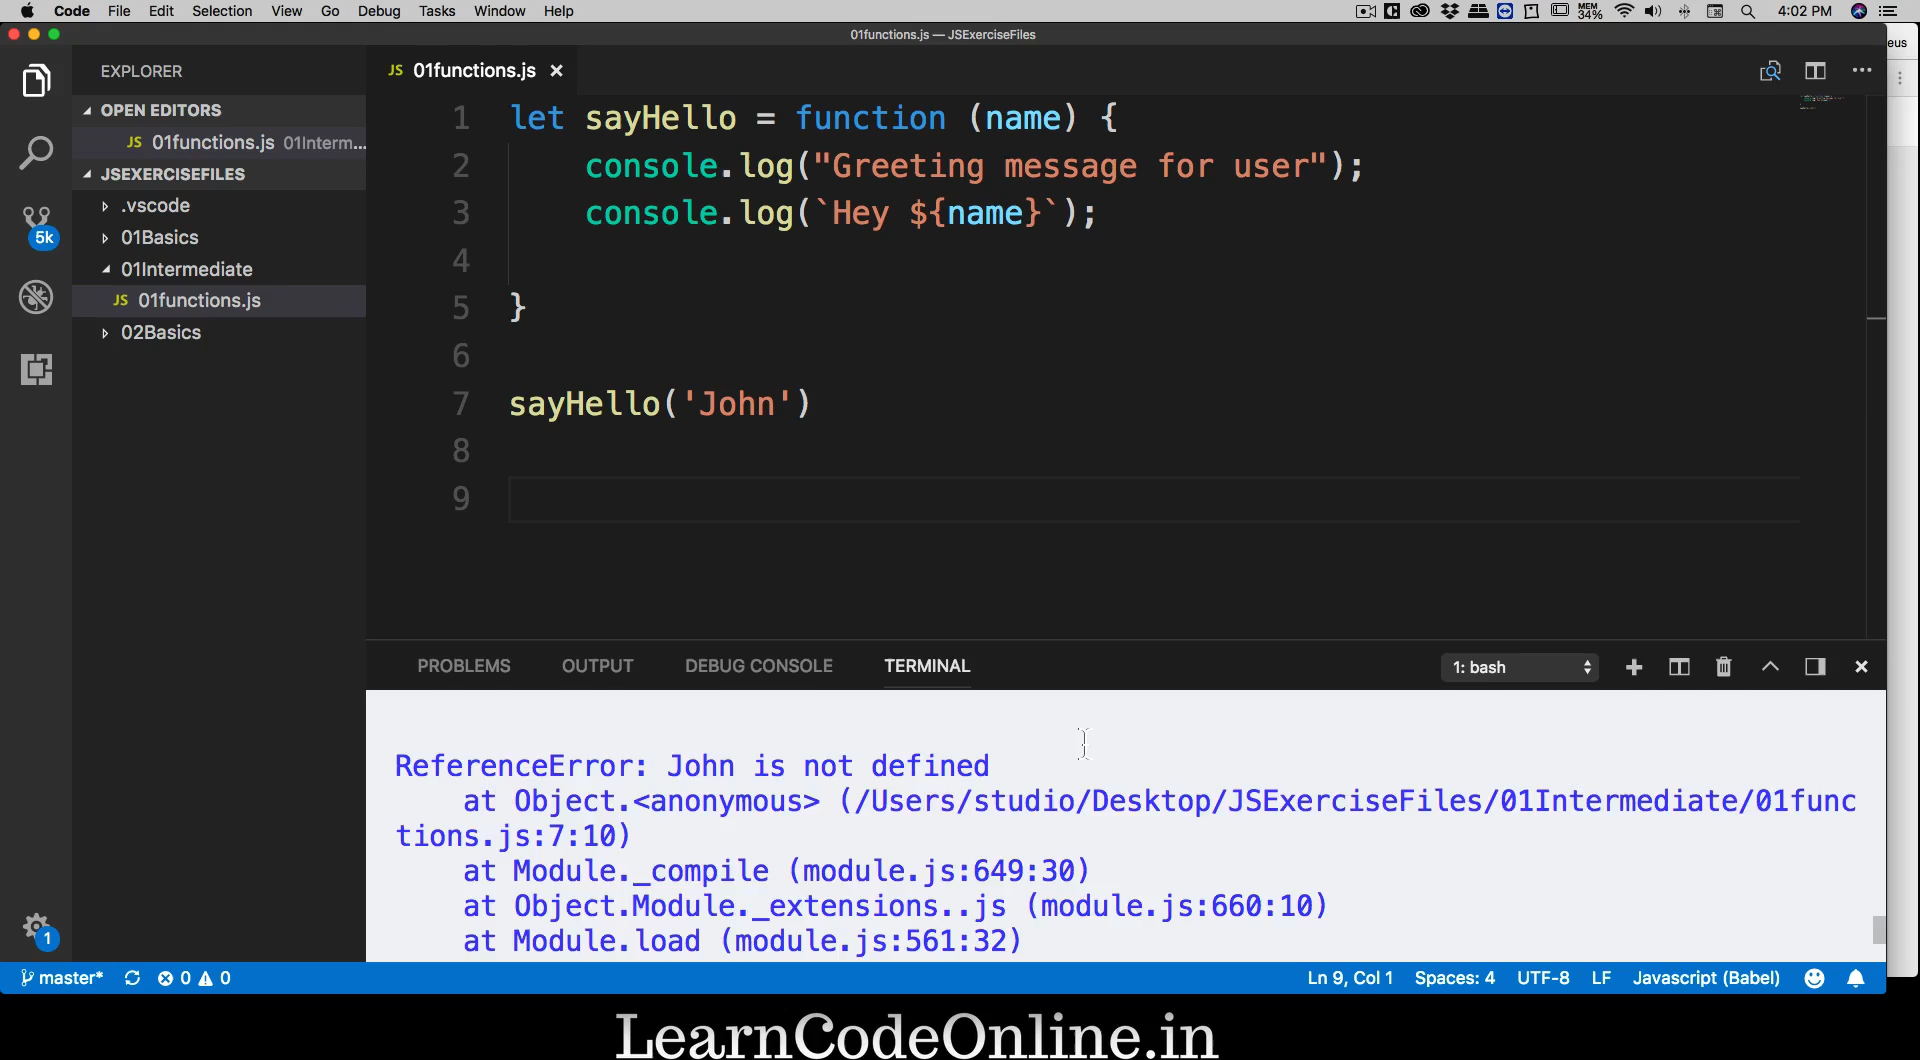 Code File Edit Selection View Go Debug Tasks Window Help MEM 34% 4:02 PM
01functions.js — JSExerciseFiles
eus
EXPLORER
OPEN EDITORS
JS 01functions.js 01Interm...
JSEXERCISEFILES
.vscode
01Basics
01Intermediate
JS 01functions.js
02Basics
5k
1
JS 01functions.js ×
1 let sayHello = function (name) {
2 console.log("Greeting message for user");
3 console.log(`Hey ${name}`);
4
5 }
6
7 sayHello('John')
8
9
PROBLEMS OUTPUT DEBUG CONSOLE TERMINAL 1: bash
ReferenceError: John is not defined
at Object.<anonymous> (/Users/studio/Desktop/JSExerciseFiles/01Intermediate/01func
tions.js:7:10)
at Module._compile (module.js:649:30)
at Object.Module._extensions..js (module.js:660:10)
at Module.load (module.js:561:32)
master* 0 0 Ln 9, Col 1 Spaces: 4 UTF-8 LF Javascript (Babel)
LearnCodeOnline.in